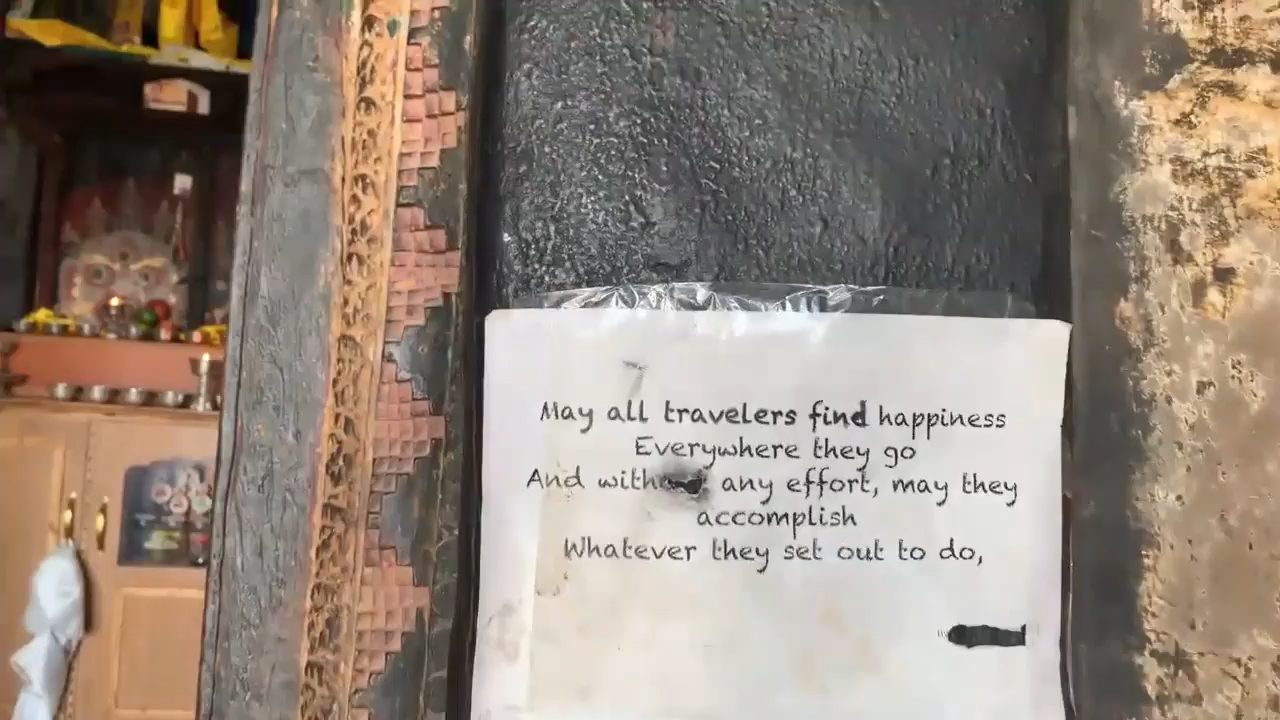 May all travelers find happiness
Everywhere they go
And any effort, may they
accomplish
Whatever they set out to do,